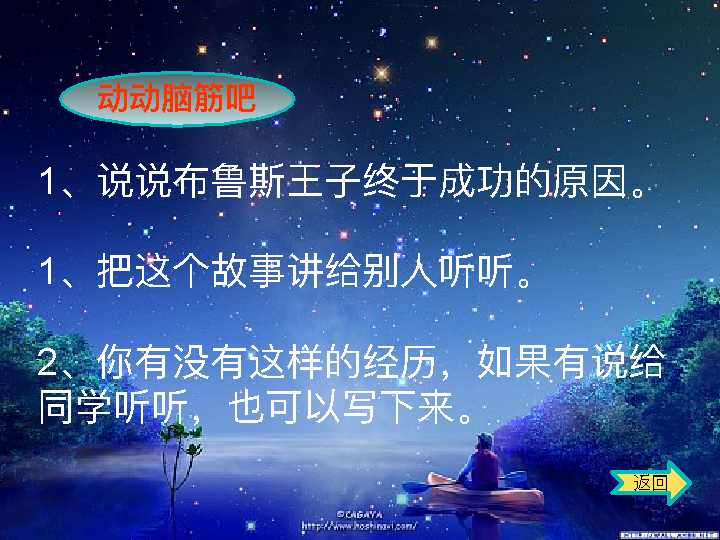 动动脑筋吧
1、说说布鲁斯王子终于成功的原因。
1、把这个故事讲给别人听听。
2、你有没有这样的经历，如果有说给
同学听听，也可以写下来。
返回
©KAGAYA
http://www.kagayastudio.com/